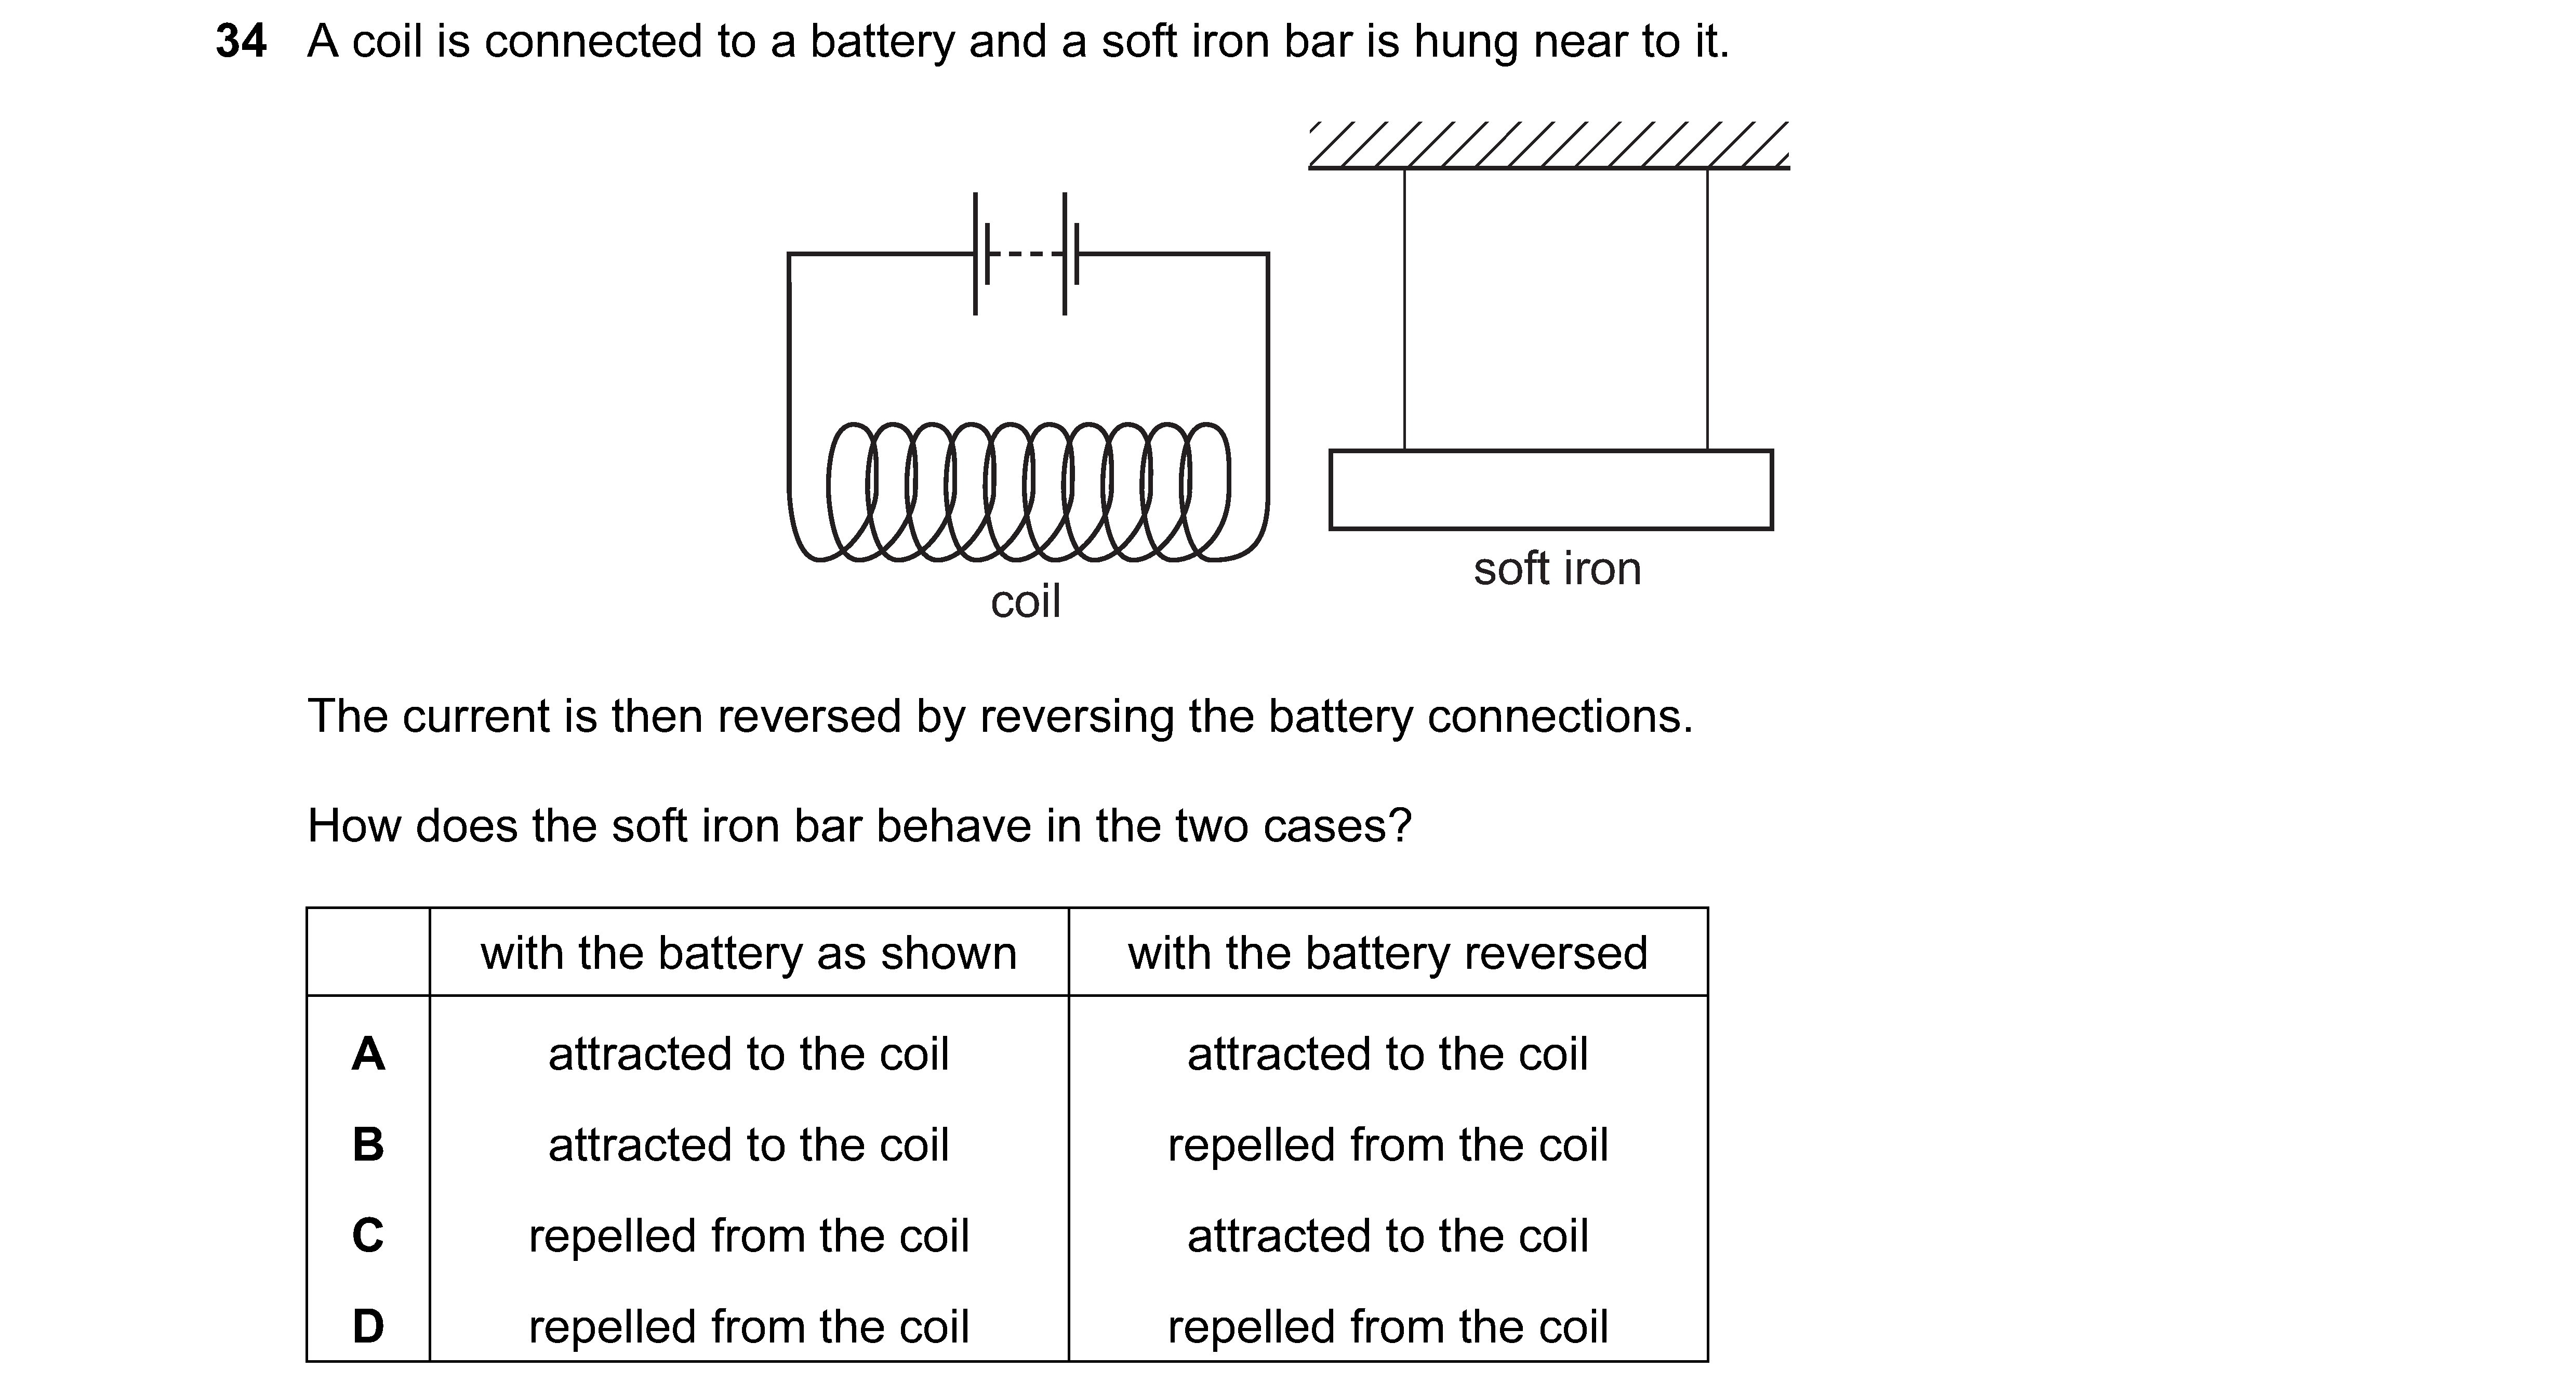 34 A coil is connected to a battery and a soft iron bar is hung near to it.
coil
soft iron
The current is then reversed by reversing the battery connections.
How does the soft iron bar behave in the two cases?
with the battery as shown with the battery reversed
A attracted to the coil attracted to the coil
B attracted to the coil repelled from the coil
C repelled from the coil attracted to the coil
D repelled from the coil repelled from the coil